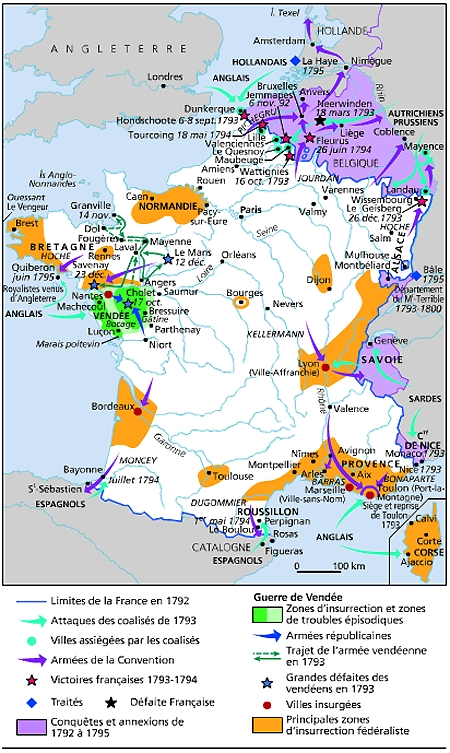 Î. Texel
HOLLANDE
Amsterdam
ANGLETERRE
HOLLANDAIS
La Haye
1795
Nimègue
Londres
ANGLAIS
Bruxelles
Anvers
Rhin
Jemmapes
6 nov. 92
Neerwinden
18 mars 1793
Dunkerque
Hondschoote 6-8 sept. 1793
PICHEGRU
AUTRICHIENS
PRUSSIENS
Tourcoing 18 mai 1794
Lille
Liège
Coblence
Valenciennes
Fleurus
26 juin 1794
Mayence
Le Quesnoy
Maubeuge
BELGIQUE
Amiens
Wattignies
16 oct. 1793
JOURDAN
Landau
Îs Anglo-
Normandes
Rouen
Varennes
Wissembourg
Le Geisberg
26 déc. 1793
Ouessant
Le Vengeur
Granville
14 nov.
Caen
NORMANDIE
Pacy-
sur-Eure
Paris
Valmy
HOCHE
ALSACE
Brest
Dol
Fougères
Seine
Salm
BRETAGNE
HOCHE
Rennes
Laval
Mayenne
Le Mans
12 déc.
Orléans
Mulhouse
Montbéliard
Quiberon
juin 1795
Savenay
23 déc.
Loire
Bâle
1795
Royalistes venus
d'Angleterre
Angers
Dijon
Département
du Mt-Terrible
1793-1800
Nantes
Cholet
17 oct.
Saumur
Bourges
Machecoul
VENDÉE
Bressuire
Nevers
ANGLAIS
Bocage
Gâtine
Luçon
Parthenay
KELLERMANN
Genève
Marais poitevin
Niort
Lyon
(Ville-Affranchie)
SAVOIE
Rhône
SARDES
Bordeaux
Valence
Cté
DE NICE
Garonne
Avignon
Monaco 1793
Nice 1793
Bayonne
MONCEY
Nîmes
PROVENCE
Montpellier
Aix
BONAPARTE
St-Sébastien
Juillet 1794
Toulouse
Arles
BARRAS
Toulon (Port-la-
Montagne)
ESPAGNOLS
Marseille
(Ville-sans-Nom)
Siège et reprise
de Toulon
1793
DUGOMMIER
ROUSSILLON
mai 1794
Perpignan
Le Boulou
ANGLAIS
Calvi
CATALOGNE
Rosas
Corte
CORSE
ESPAGNOLS
Figueras
Ajaccio
0 100 km
Limites de la France en 1792
Attaques des coalisés de 1793
Villes assiégées par les coalisés
Armées de la Convention
Victoires françaises 1793-1794
Traités
Défaite Française
Conquêtes et annexions de
1792 à 1795
Guerre de Vendée
Zones d'insurrection et zones
de troubles épisodiques
Armées républicaines
Trajet de l'armée vendéenne
en 1793
Grandes défaites des
vendéens en 1793
Villes insurgées
Principales zones
d'insurrection fédéraliste